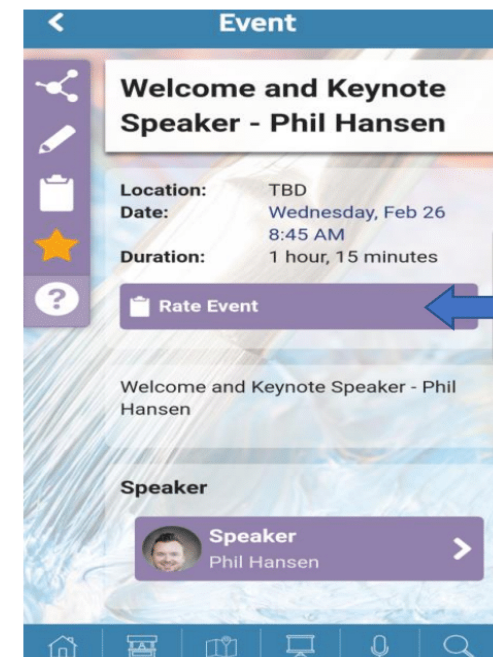 Event
Welcome and Keynote
Speaker - Phil Hansen
Location: TBD
Date: Wednesday, Feb 26
8:45 AM
Duration: 1 hour, 15 minutes
?
Rate Event
Welcome and Keynote Speaker - Phil
Hansen
Speaker
Speaker
Phil Hansen